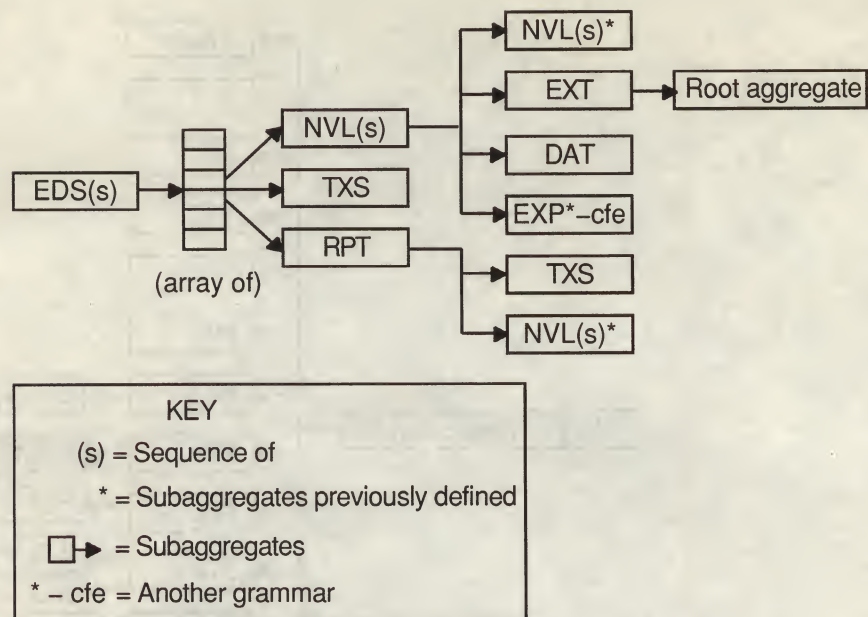 NVL(s)*
EXT
Root aggregate
NVL(s)
DAT
EDS(s)
TXS
EXP*–cfe
RPT
(array of)
TXS
NVL(s)*
KEY
(s) = Sequence of
* = Subaggregates previously defined
= Subaggregates
* – cfe = Another grammar